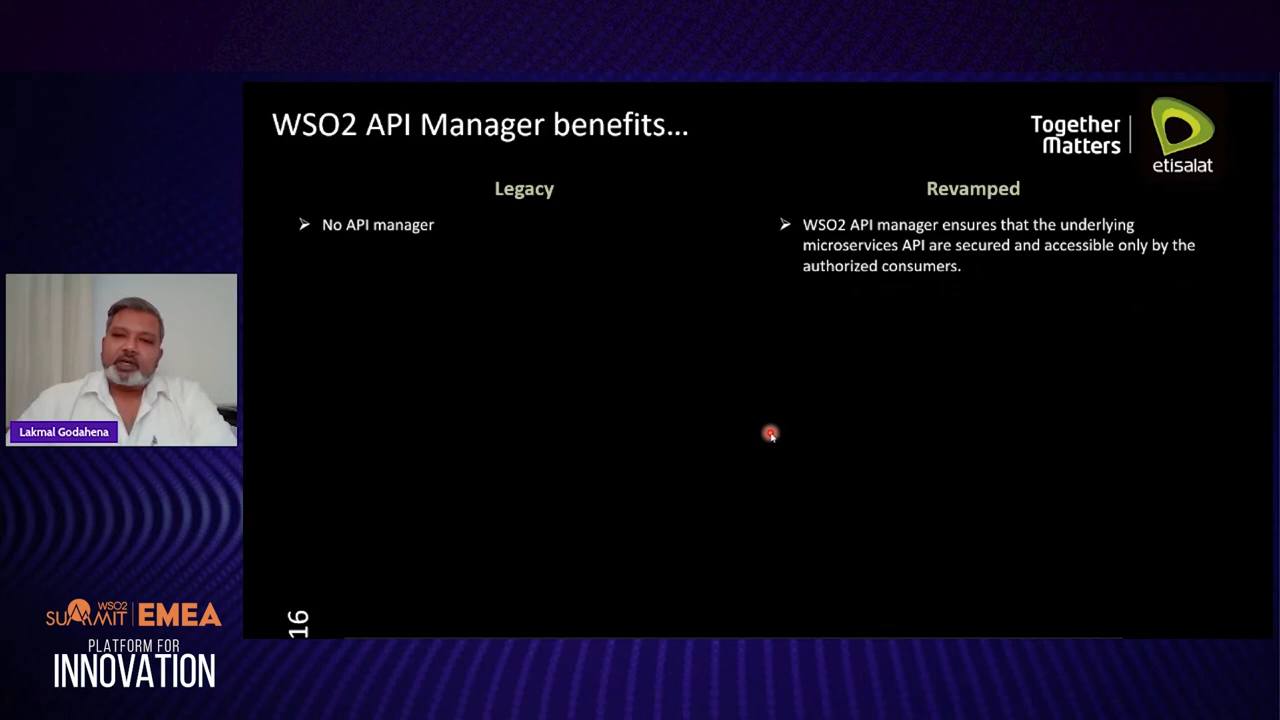 WSO2 API Manager benefits...
Together
Matters
etisalat
Legacy
Revamped
No API manager
WSO2 API manager ensures that the underlying
microservices API are secured and accessible only by the
authorized consumers.
Lakmal Godahena
16
WSO2
SUMMIT
EMEA
PLATFORM FOR
INNOVATION